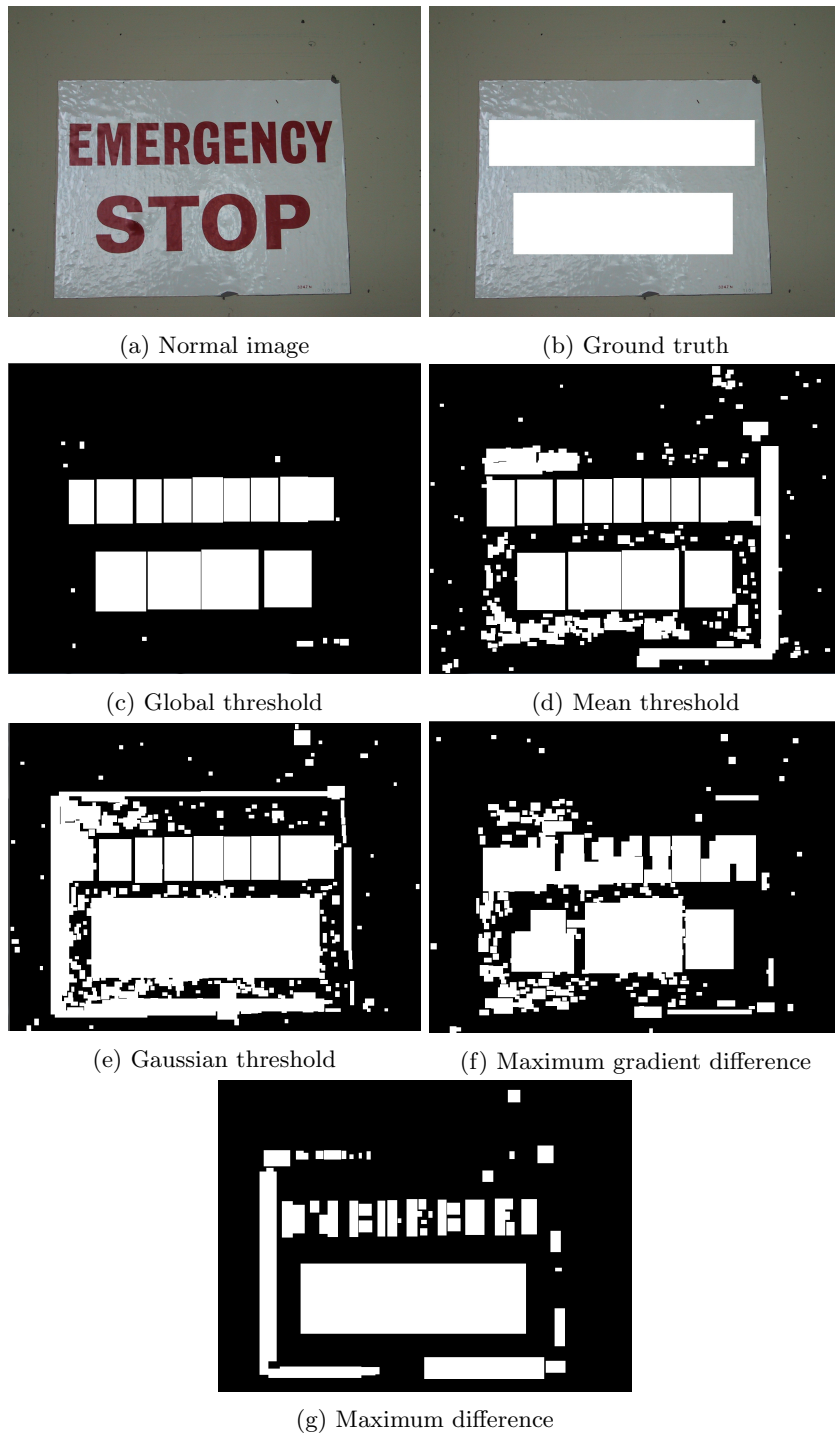 EMERGENCY
STOP
(a) Normal image
(b) Ground truth
(c) Global threshold
(d) Mean threshold
(e) Gaussian threshold
(f) Maximum gradient difference
(g) Maximum difference